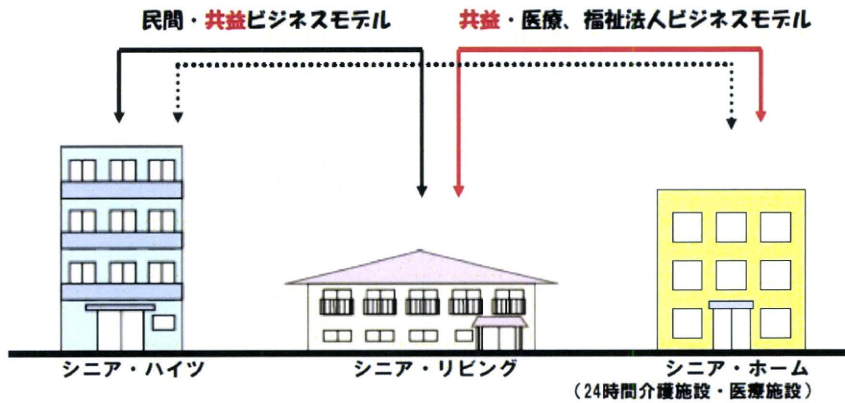 民間・共益ビジネスモデル
共益・医療、福祉法人ビジネスモデル
シニア・ハイツ
シニア・リビング
シニア・ホーム
（24時間介護施設・医療施設）